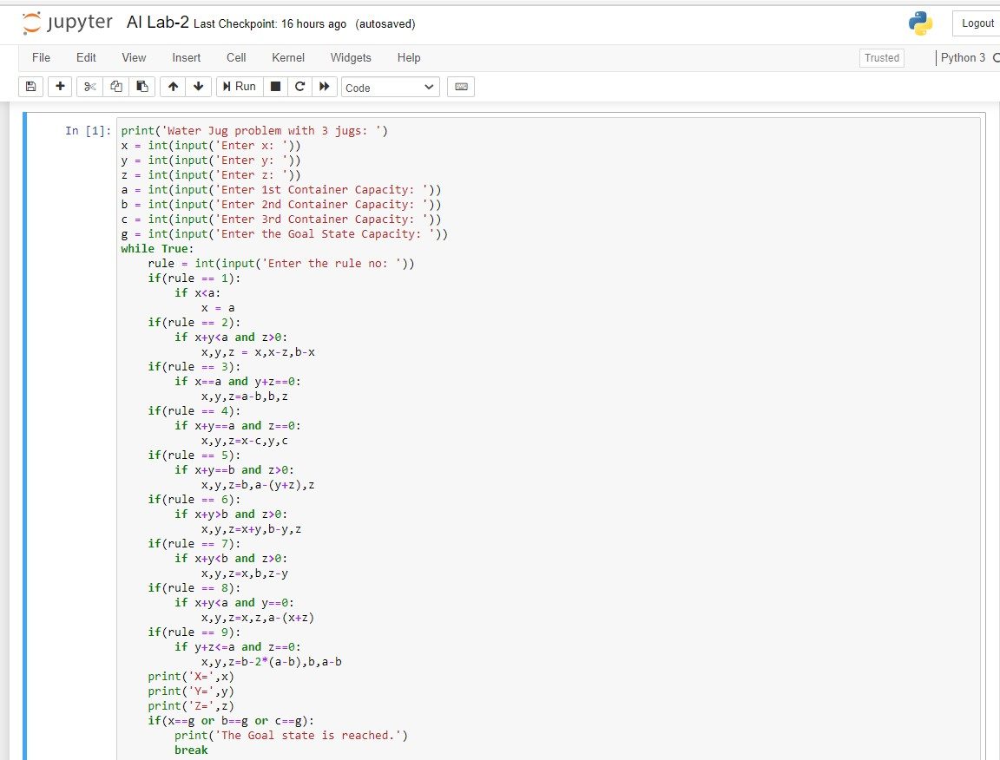 jupyter AI Lab-2 Last Checkpoint: 16 hours ago (autosaved) Logout
File Edit View Insert Cell Kernel Widgets Help Trusted Python 3
Run Code
In [1]: print('Water Jug problem with 3 jugs: ')
x = int(input('Enter x: '))
y = int(input('Enter y: '))
z = int(input('Enter z: '))
a = int(input('Enter 1st Container Capacity: '))
b = int(input('Enter 2nd Container Capacity: '))
c = int(input('Enter 3rd Container Capacity: '))
g = int(input('Enter the Goal State Capacity: '))
while True:
    rule = int(input('Enter the rule no: '))
    if(rule == 1):
        if x<a:
            x = a
    if(rule == 2):
        if x+y<a and z>0:
            x,y,z = x,x-z,b-x
    if(rule == 3):
        if x==a and y+z==0:
            x,y,z=a-b,b,z
    if(rule == 4):
        if x+y==a and z==0:
            x,y,z=x-c,y,c
    if(rule == 5):
        if x+y==b and z>0:
            x,y,z=b,a-(y+z),z
    if(rule == 6):
        if x+y>b and z>0:
            x,y,z=x+y,b-y,z
    if(rule == 7):
        if x+y<b and z>0:
            x,y,z=x,b,z-y
    if(rule == 8):
        if x+y<a and y==0:
            x,y,z=x,z,a-(x+z)
    if(rule == 9):
        if y+z<=a and z==0:
            x,y,z=b-2*(a-b),b,a-b
    print('X=',x)
    print('Y=',y)
    print('Z=',z)
    if(x==g or b==g or c==g):
        print('The Goal state is reached.')
        break